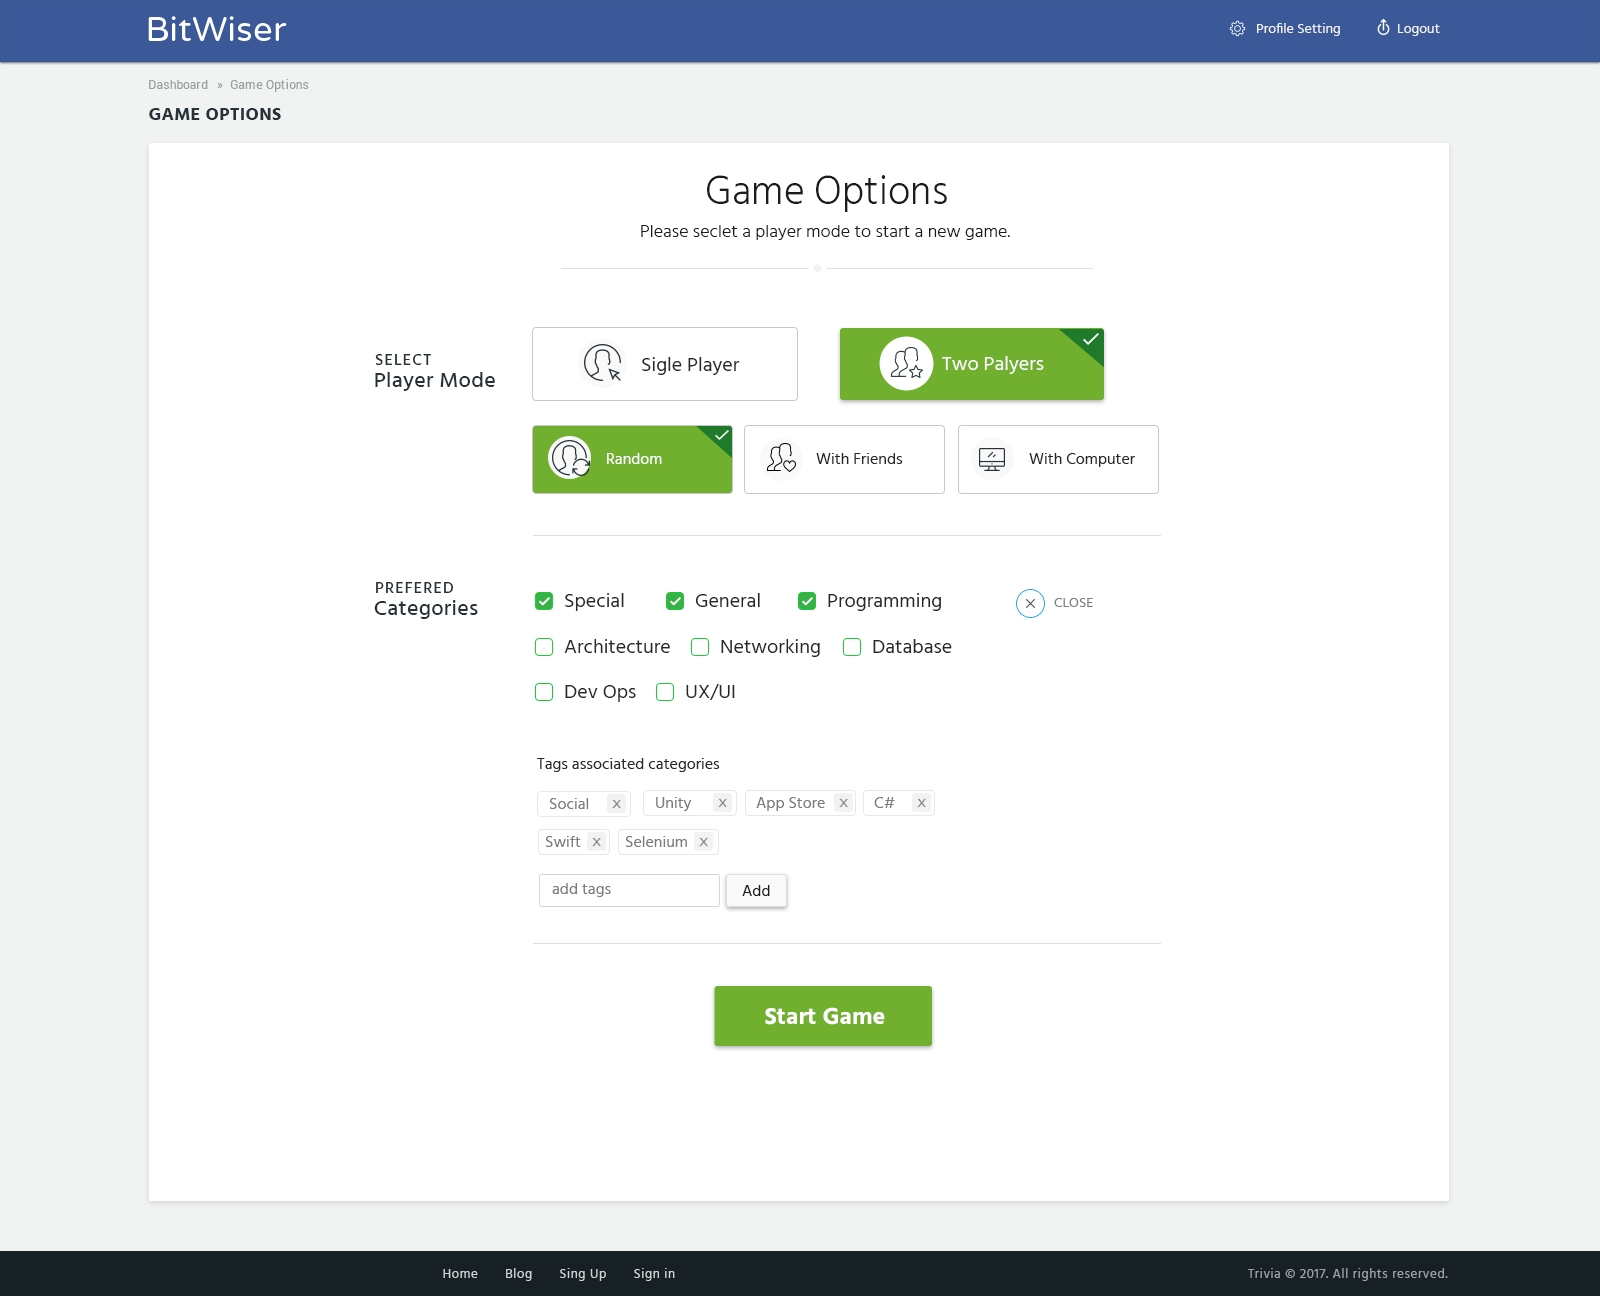 BitWiser
Profile Setting
Logout
Dashboard » Game Options
GAME OPTIONS
Game Options
Please seclet a player mode to start a new game.
SELECT
Player Mode
Sigle Player
Two Palyers
Random
With Friends
With Computer
PREFERED
Categories
Special
General
Programming
CLOSE
Architecture
Networking
Database
Dev Ops
UX/UI
Tags associated categories
Social X
Unity X
App Store X
C# X
Swift X
Selenium X
add tags
Add
Start Game
Home
Blog
Sing Up
Sign in
Trivia © 2017. All rights reserved.